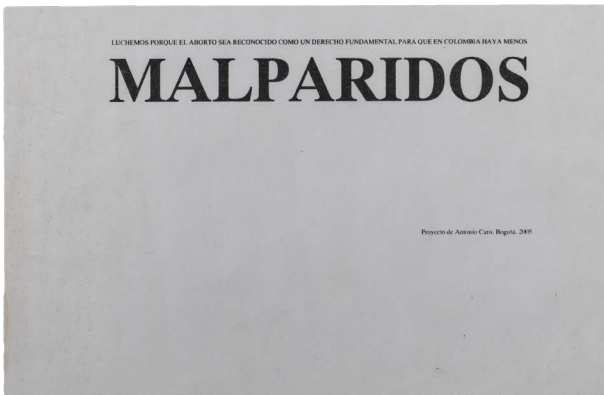 LUCHEMOS PORQUE EL ABORTO SEA RECONOCIDO COMO UN DERECHO FUNDAMENTAL PARA QUE EN COLOMBIA HAYA MENOS
MALPARIDOS
Proyecto de Antonio Caro. Bogotá, 2005